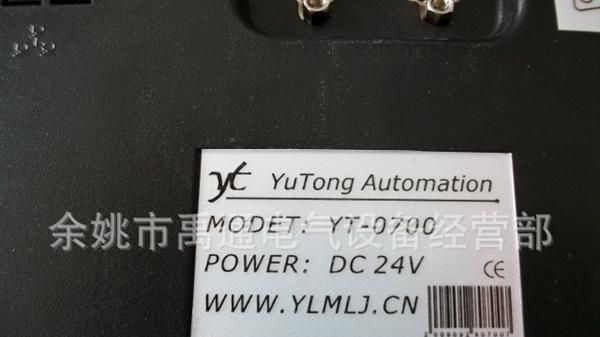 yt YuTong Automation
MODET: YT-0700
余姚市禹通电气设备经营部
POWER: DC 24V CE
WWW.YLMLJ.CN